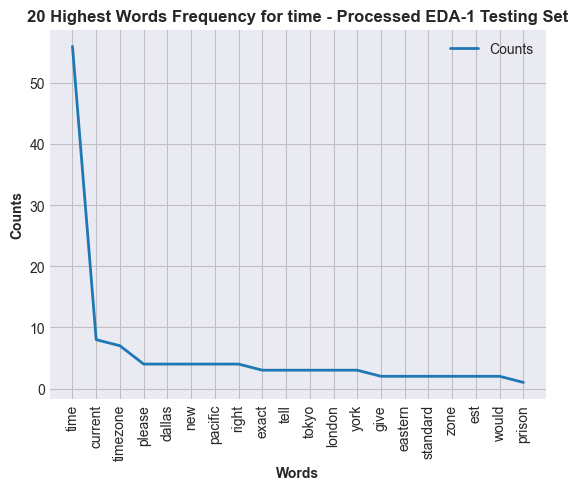 20 Highest Words Frequency for time - Processed EDA-1 Testing Set
Counts
50
40
30
20
10
0
Counts
time
current
timezone
please
dallas
new
pacific
right
exact
tell
tokyo
london
york
give
eastern
standard
zone
est
would
prison
Words